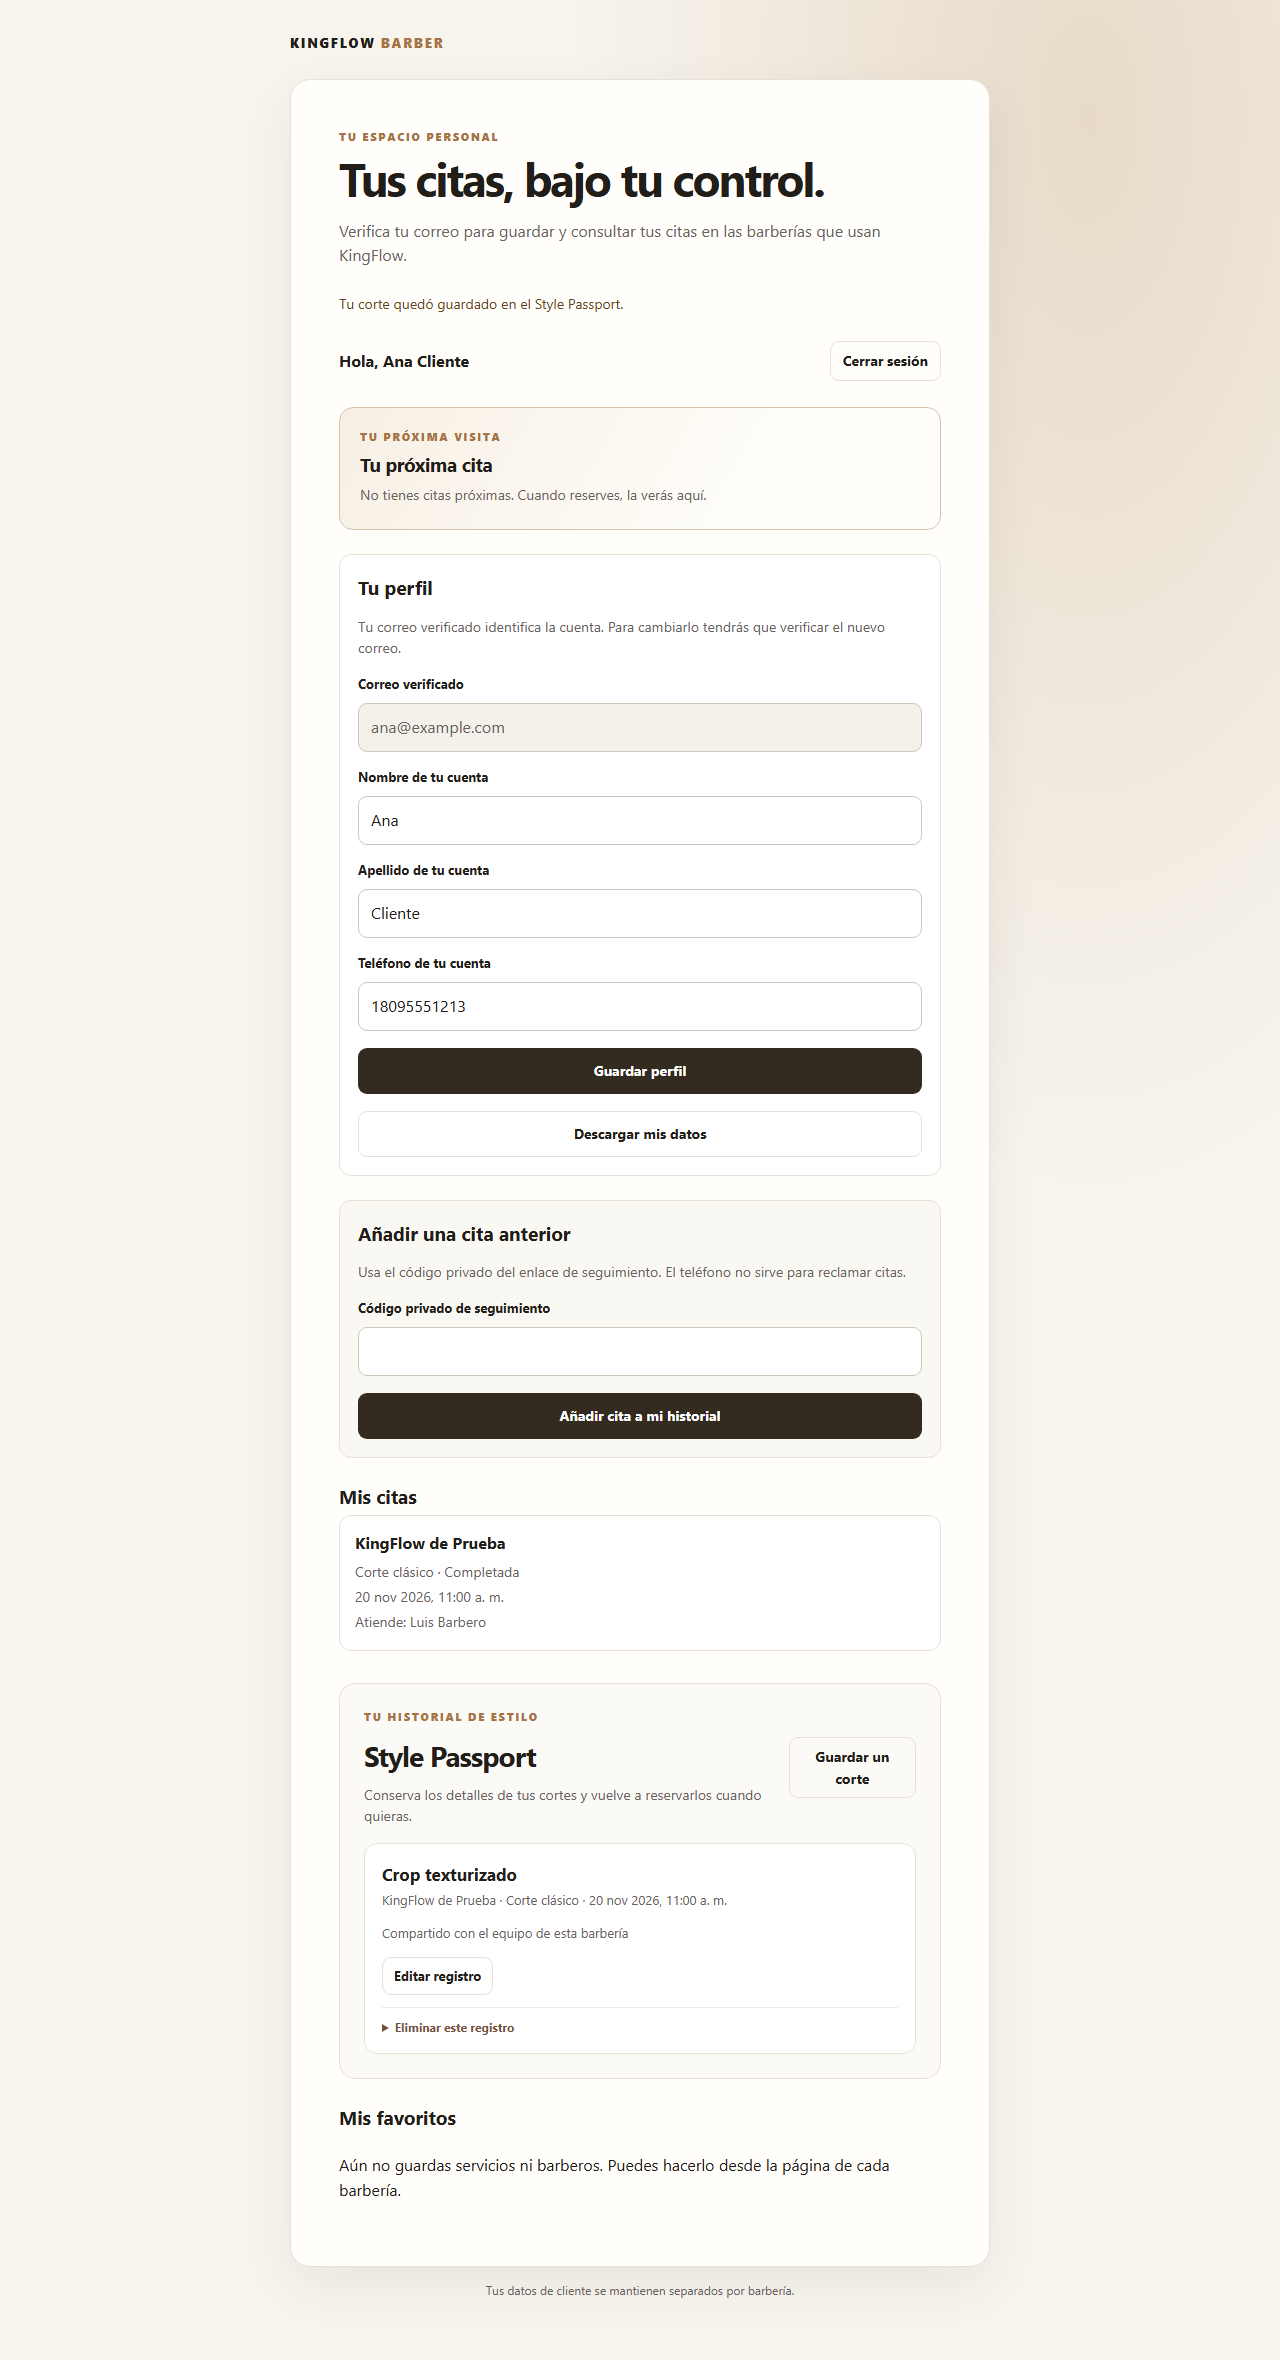 KINGFLOW BARBER
TU ESPACIO PERSONAL
Tus citas, bajo tu control.
Verifica tu correo para guardar y consultar tus citas en las barberías que usan
KingFlow.
Tu corte quedó guardado en el Style Passport.
Hola, Ana Cliente
Cerrar sesión
TU PRÓXIMA VISITA
Tu próxima cita
No tienes citas próximas. Cuando reserves, la verás aquí.
Tu perfil
Tu correo verificado identifica la cuenta. Para cambiarlo tendrás que verificar el nuevo
correo.
Correo verificado
ana@example.com
Nombre de tu cuenta
Ana
Apellido de tu cuenta
Cliente
Teléfono de tu cuenta
18095551213
Guardar perfil
Descargar mis datos
Añadir una cita anterior
Usa el código privado del enlace de seguimiento. El teléfono no sirve para reclamar citas.
Código privado de seguimiento
Añadir cita a mi historial
Mis citas
KingFlow de Prueba
Corte clásico · Completada
20 nov 2026, 11:00 a. m.
Atiende: Luis Barbero
TU HISTORIAL DE ESTILO
Style Passport
Conserva los detalles de tus cortes y vuelve a reservarlos cuando
quieras.
Guardar un
corte
Crop texturizado
KingFlow de Prueba · Corte clásico · 20 nov 2026, 11:00 a. m.
Compartido con el equipo de esta barbería
Editar registro
Eliminar este registro
Mis favoritos
Aún no guardas servicios ni barberos. Puedes hacerlo desde la página de cada
barbería.
Tus datos de cliente se mantienen separados por barbería.